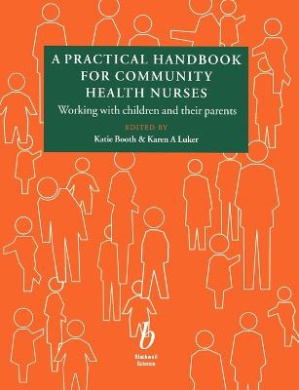 A PRACTICAL HANDBOOK
FOR COMMUNITY
HEALTH NURSES
Working with children and their parents
EDITED BY
Katie Booth & Karen A Luker
b
Blackwell
Science